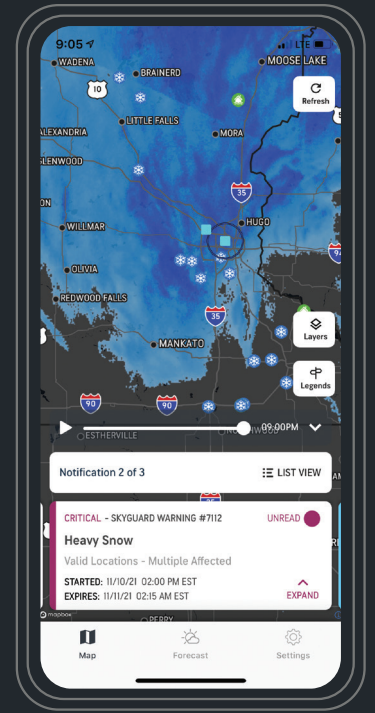 9:05
LTE
WADENA
BRAINERD
MOOSE LAKE
10
Refresh
LITTLE FALLS
ALEXANDRIA
MORA
GLENWOOD
35
ON
WILLMAR
HUGO
OLIVIA
REDWOOD FALLS
35
Layers
MANKATO
Legends
90
90
09:00PM
ESTHERVILLE
Notification 2 of 3
LIST VIEW
35
CRITICAL - SKYGUARD WARNING #7112
UNREAD
Heavy Snow
Valid Locations - Multiple Affected
STARTED: 11/10/21 02:00 PM EST
EXPIRES: 11/11/21 02:15 AM EST
EXPAND
mapbox
PERRY
Map
Forecast
Settings